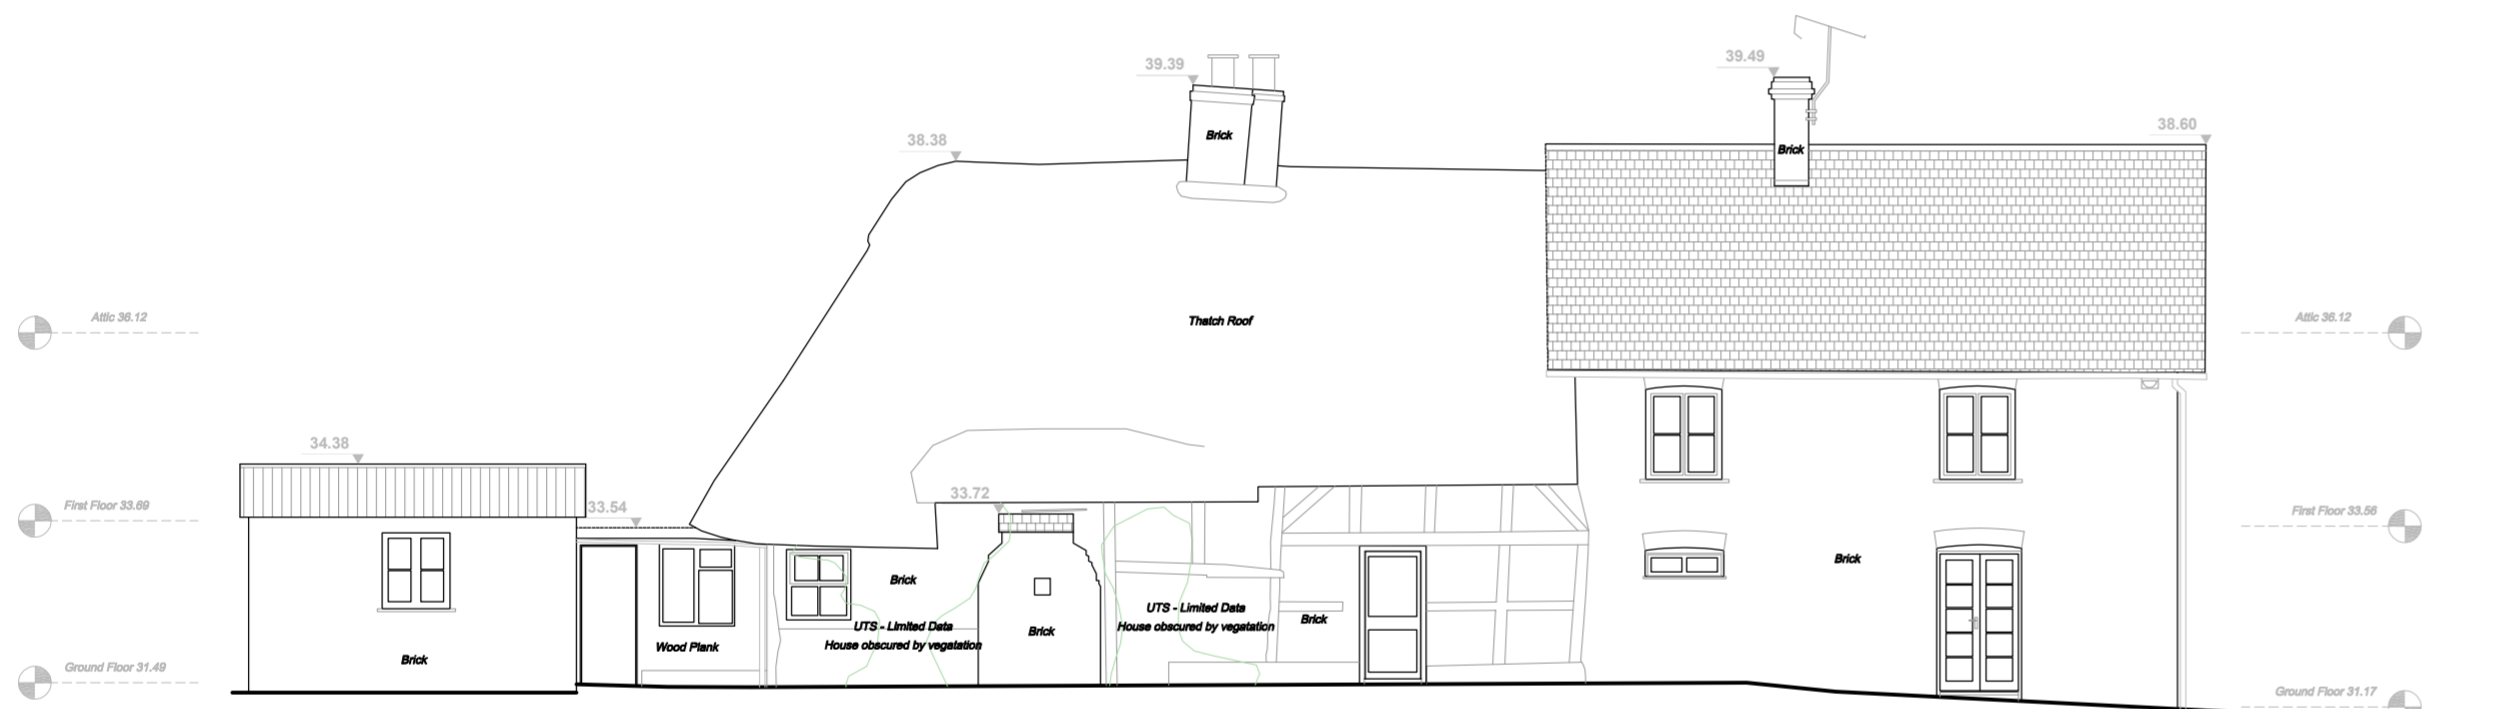 39.49
39.39
38.60
Brick
38.38
Brick
Attic 36.12
Thatch Roof
Attic 36.12
34.38
33.72
First Floor 33.69
33.54
First Floor 33.56
Brick
Brick
UTS - Limited Data
House obscured by vegatation
Brick
UTS - Limited Data
House obscured by vegatation
Brick
Wood Plank
Brick
Ground Floor 31.49
Ground Floor 31.17